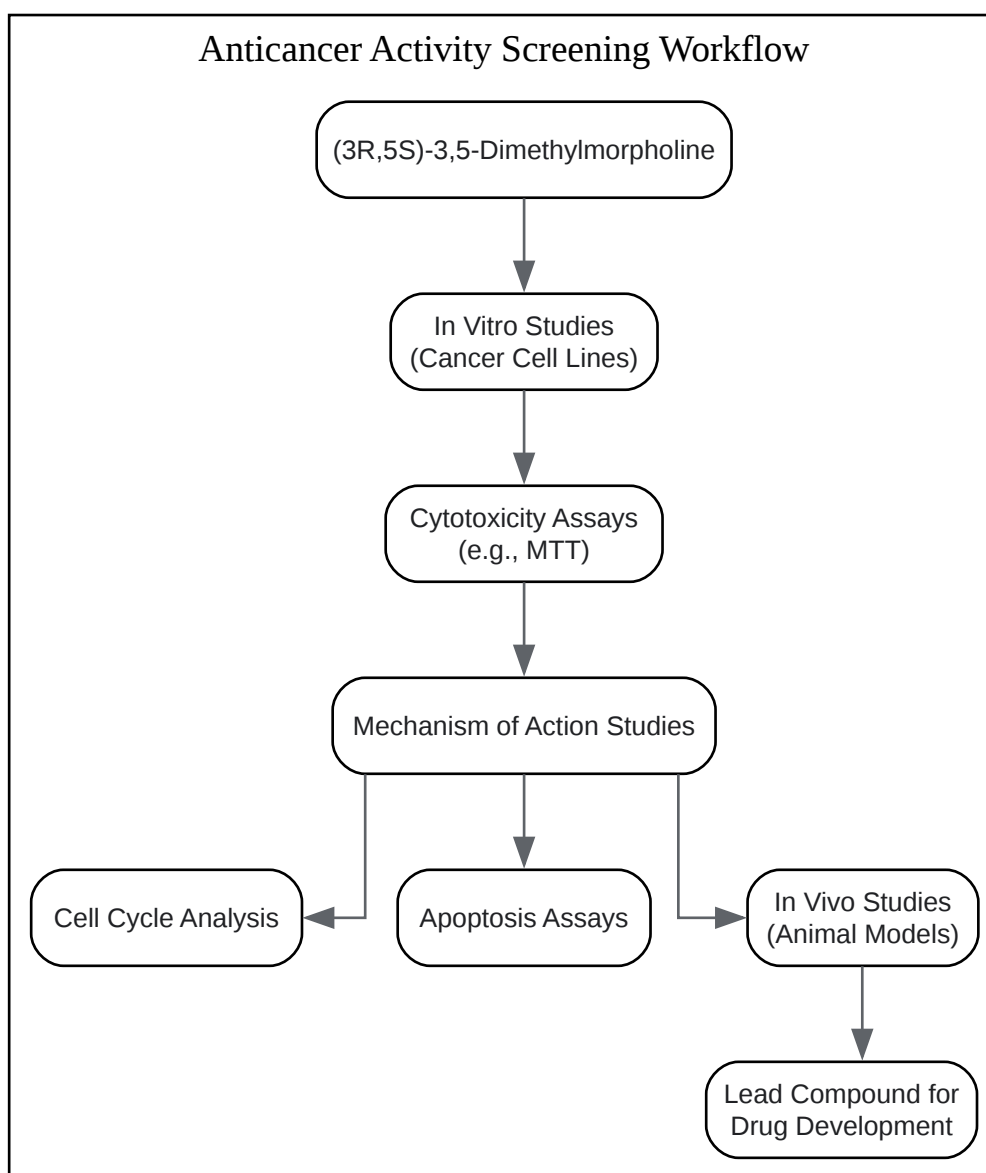 Anticancer Activity Screening Workflow
(3R,5S)-3,5-Dimethylmorpholine
In Vitro Studies
(Cancer Cell Lines)
Cytotoxicity Assays
(e.g., MTT)
Mechanism of Action Studies
Cell Cycle Analysis
Apoptosis Assays
In Vivo Studies
(Animal Models)
Lead Compound for
Drug Development